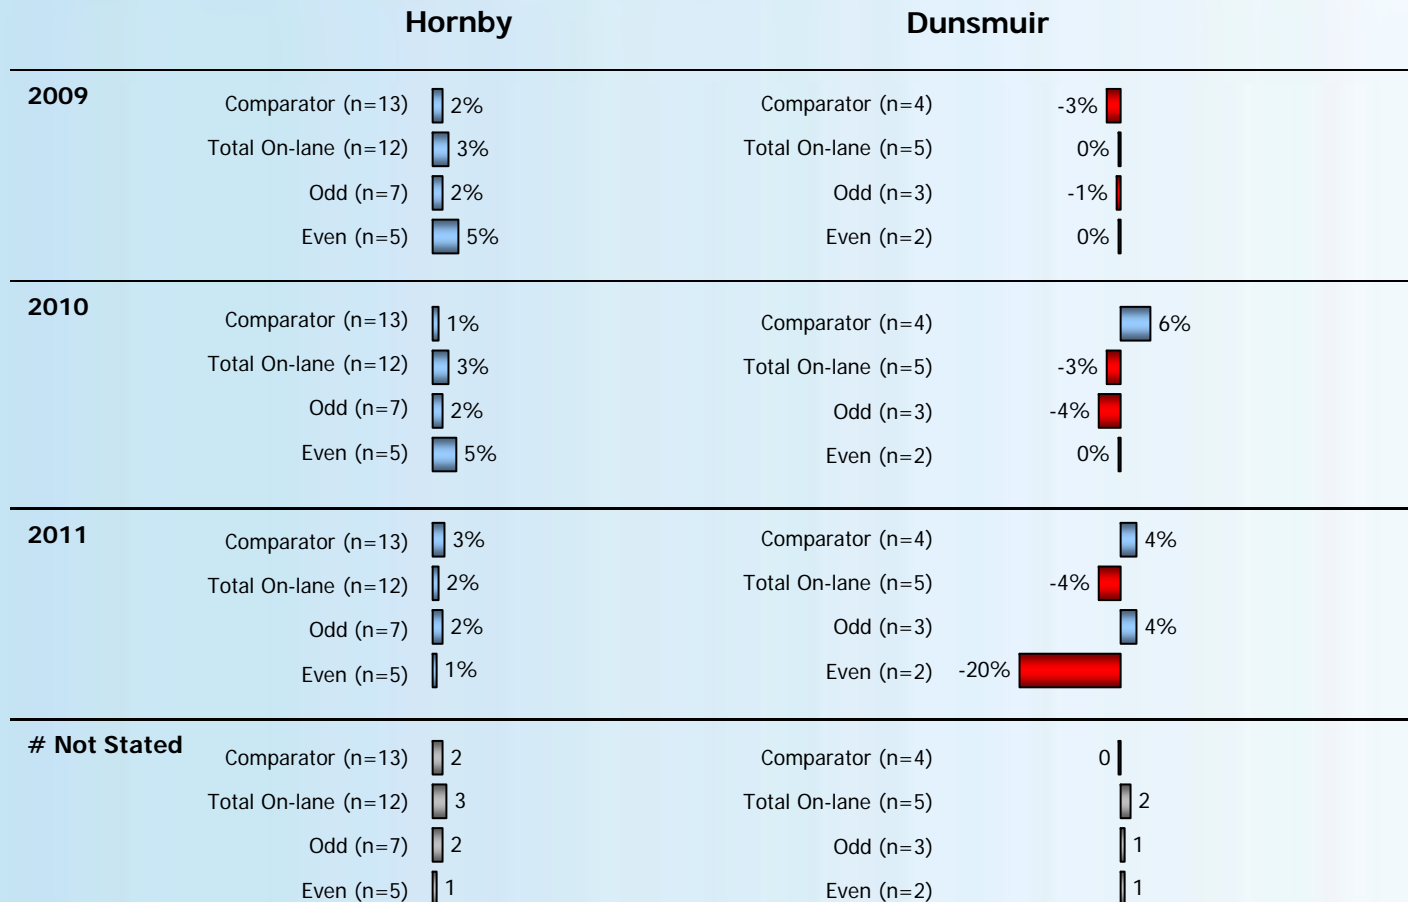 Hornby Dunsmuir
2009
Comparator (n=13) 2% Comparator (n=4) -3%
Total On-lane (n=12) 3% Total On-lane (n=5) 0%
Odd (n=7) 2% Odd (n=3) -1%
Even (n=5) 5% Even (n=2) 0%
2010
Comparator (n=13) 1% Comparator (n=4) 6%
Total On-lane (n=12) 3% Total On-lane (n=5) -3%
Odd (n=7) 2% Odd (n=3) -4%
Even (n=5) 5% Even (n=2) 0%
2011
Comparator (n=13) 3% Comparator (n=4) 4%
Total On-lane (n=12) 2% Total On-lane (n=5) -4%
Odd (n=7) 2% Odd (n=3) 4%
Even (n=5) 1% Even (n=2) -20%
# Not Stated
Comparator (n=13) 2 Comparator (n=4) 0
Total On-lane (n=12) 3 Total On-lane (n=5) 2
Odd (n=7) 2 Odd (n=3) 1
Even (n=5) 1 Even (n=2) 1